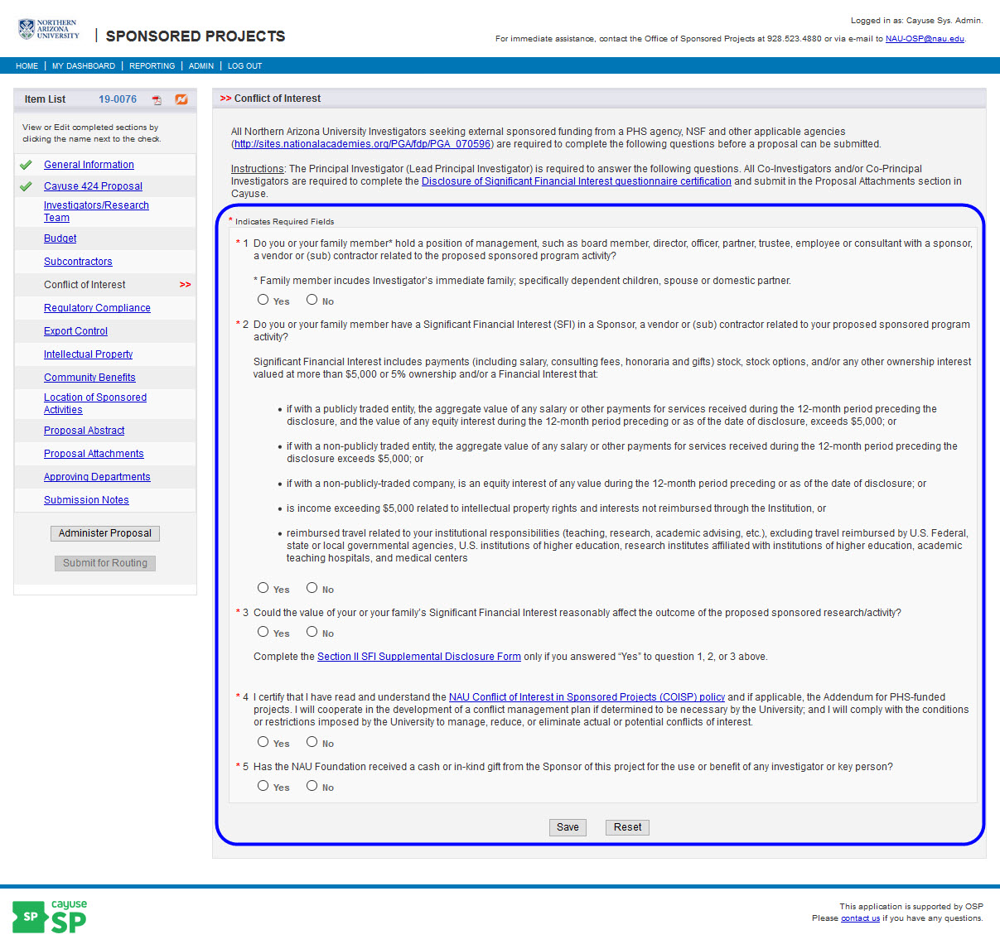 NORTHERN
ARIZONA
UNIVERSITY
SPONSORED PROJECTS
Logged in as: Cayuse Sys. Admin.
For immediate assistance, contact the Office of Sponsored Projects at 928.523.4880 or via e-mail to NAU-OSP@nau.edu.
HOME | MY DASHBOARD | REPORTING | ADMIN | LOG OUT
Item List 19-0076
View or Edit completed sections by
clicking the name next to the check.
General Information
Cayuse 424 Proposal
Investigators/Research
Team
Budget
Subcontractors
Conflict of Interest >>
Regulatory Compliance
Export Control
Intellectual Property
Community Benefits
Location of Sponsored
Activities
Proposal Abstract
Proposal Attachments
Approving Departments
Submission Notes
Administer Proposal
Submit for Routing
>> Conflict of Interest
All Northern Arizona University Investigators seeking external sponsored funding from a PHS agency, NSF and other applicable agencies
(http://sites.nationalacademies.org/PGA/fdp/PGA_070596) are required to complete the following questions before a proposal can be submitted.
Instructions: The Principal Investigator (Lead Principal Investigator) is required to answer the following questions. All Co-Investigators and/or Co-Principal
Investigators are required to complete the Disclosure of Significant Financial Interest questionnaire certification and submit in the Proposal Attachments section in
Cayuse.
* Indicates Required Fields
* 1 Do you or your family member* hold a position of management, such as board member, director, officer, partner, trustee, employee or consultant with a sponsor,
a vendor or (sub) contractor related to the proposed sponsored program activity?
* Family member incudes Investigator's immediate family; specifically dependent children, spouse or domestic partner.
Yes No
* 2 Do you or your family member have a Significant Financial Interest (SFI) in a Sponsor, a vendor or (sub) contractor related to your proposed sponsored program
activity?
Significant Financial Interest includes payments (including salary, consulting fees, honoraria and gifts) stock, stock options, and/or any other ownership interest
valued at more than $5,000 or 5% ownership and/or a Financial Interest that:
• if with a publicly traded entity, the aggregate value of any salary or other payments for services received during the 12-month period preceding the
disclosure, and the value of any equity interest during the 12-month period preceding or as of the date of disclosure, exceeds $5,000; or
• if with a non-publicly traded entity, the aggregate value of any salary or other payments for services received during the 12-month period preceding the
disclosure exceeds $5,000; or
• if with a non-publicly-traded company, is an equity interest of any value during the 12-month period preceding or as of the date of disclosure; or
• is income exceeding $5,000 related to intellectual property rights and interests not reimbursed through the Institution, or
• reimbursed travel related to your institutional responsibilities (teaching, research, academic advising, etc.), excluding travel reimbursed by U.S. Federal,
state or local governmental agencies, U.S. institutions of higher education, research institutes affiliated with institutions of higher education, academic
teaching hospitals, and medical centers
Yes No
* 3 Could the value of your or your family's Significant Financial Interest reasonably affect the outcome of the proposed sponsored research/activity?
Yes No
Complete the Section II SFI Supplemental Disclosure Form only if you answered “Yes” to question 1, 2, or 3 above.
* 4 I certify that I have read and understand the NAU Conflict of Interest in Sponsored Projects (COISP) policy and if applicable, the Addendum for PHS-funded
projects. I will cooperate in the development of a conflict management plan if determined to be necessary by the University; and I will comply with the conditions
or restrictions imposed by the University to manage, reduce, or eliminate actual or potential conflicts of interest.
Yes No
* 5 Has the NAU Foundation received a cash or in-kind gift from the Sponsor of this project for the use or benefit of any investigator or key person?
Yes No
Save Reset
SP cayuse
SP
This application is supported by OSP
Please contact us if you have any questions.